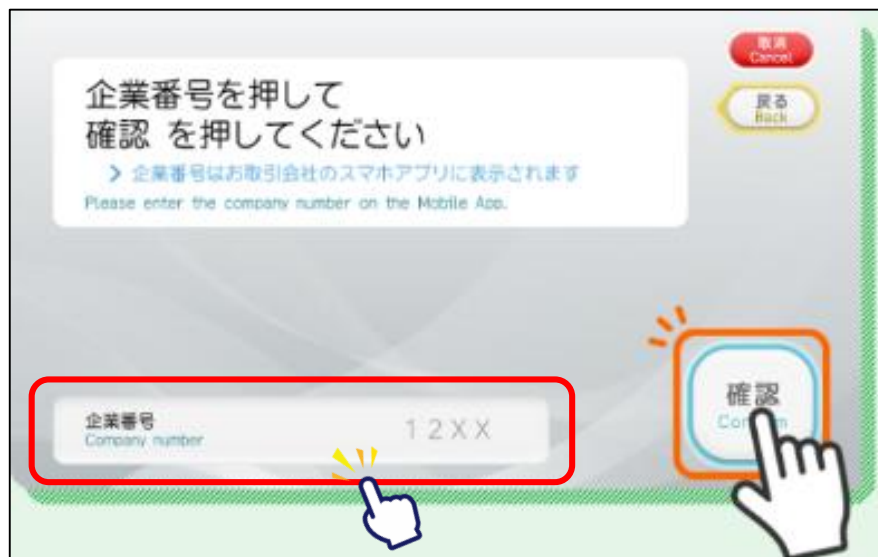 取消
Cancel
企業番号を押して
確認 を押してください
戻る
Back
> 企業番号はお取引会社のスマホアプリに表示されます
Please enter the company number on the Mobile App.
企業番号
Company number
12XX
確認